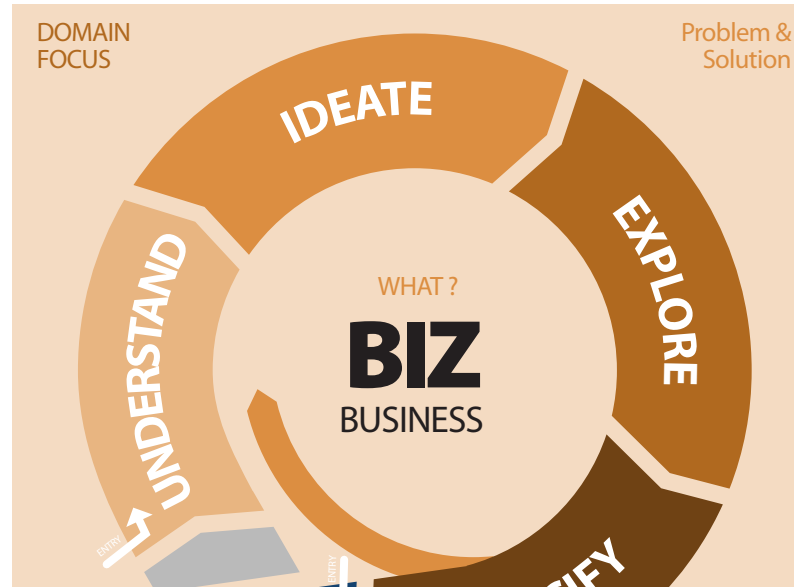 DOMAIN
FOCUS
Problem &
Solution
IDEATE
EXPLORE
UNDERSTAND
WHAT ?
BIZ
BUSINESS
ENTRY
ENTRY